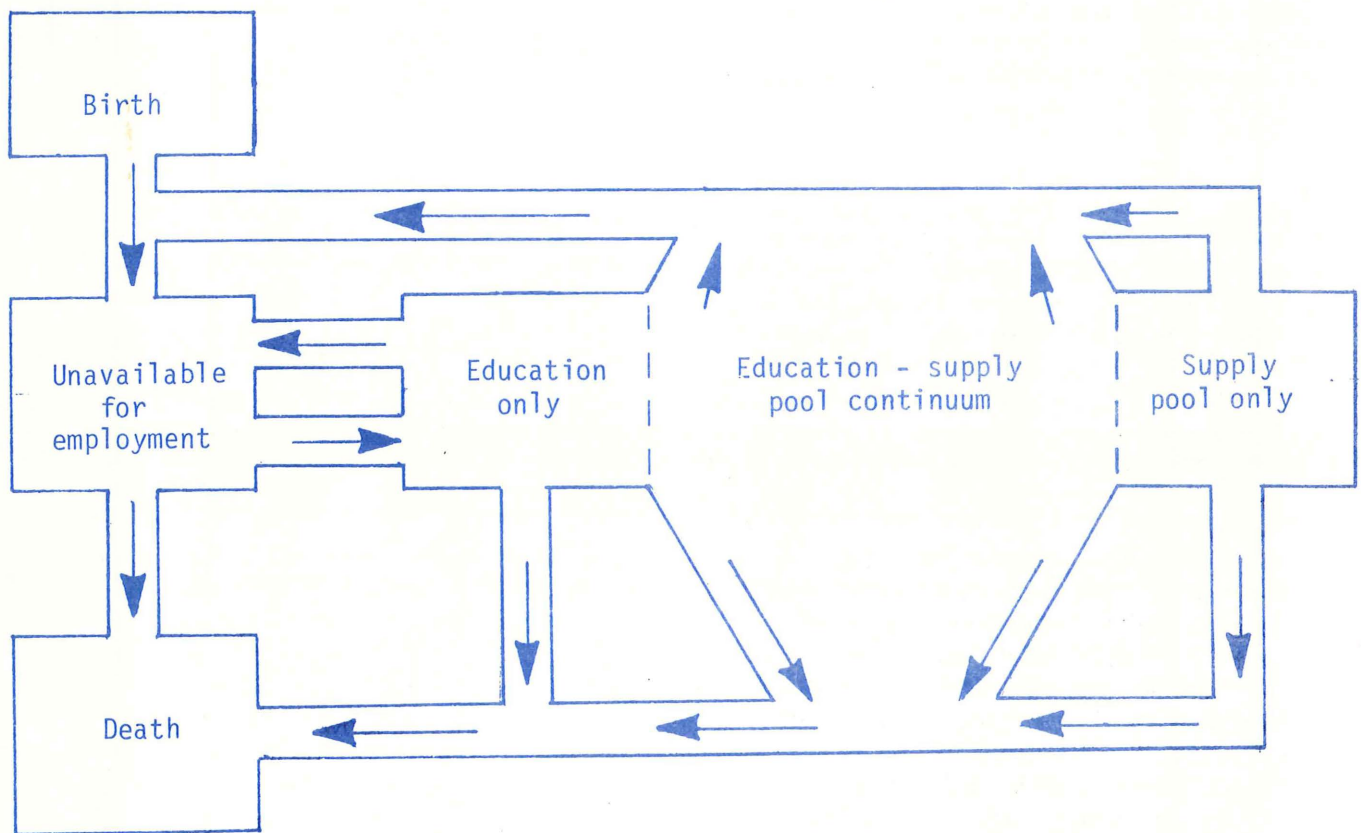 Birth
Unavailable
for
employment
Education
only
Education - supply
pool continuum
Supply
pool only
Death